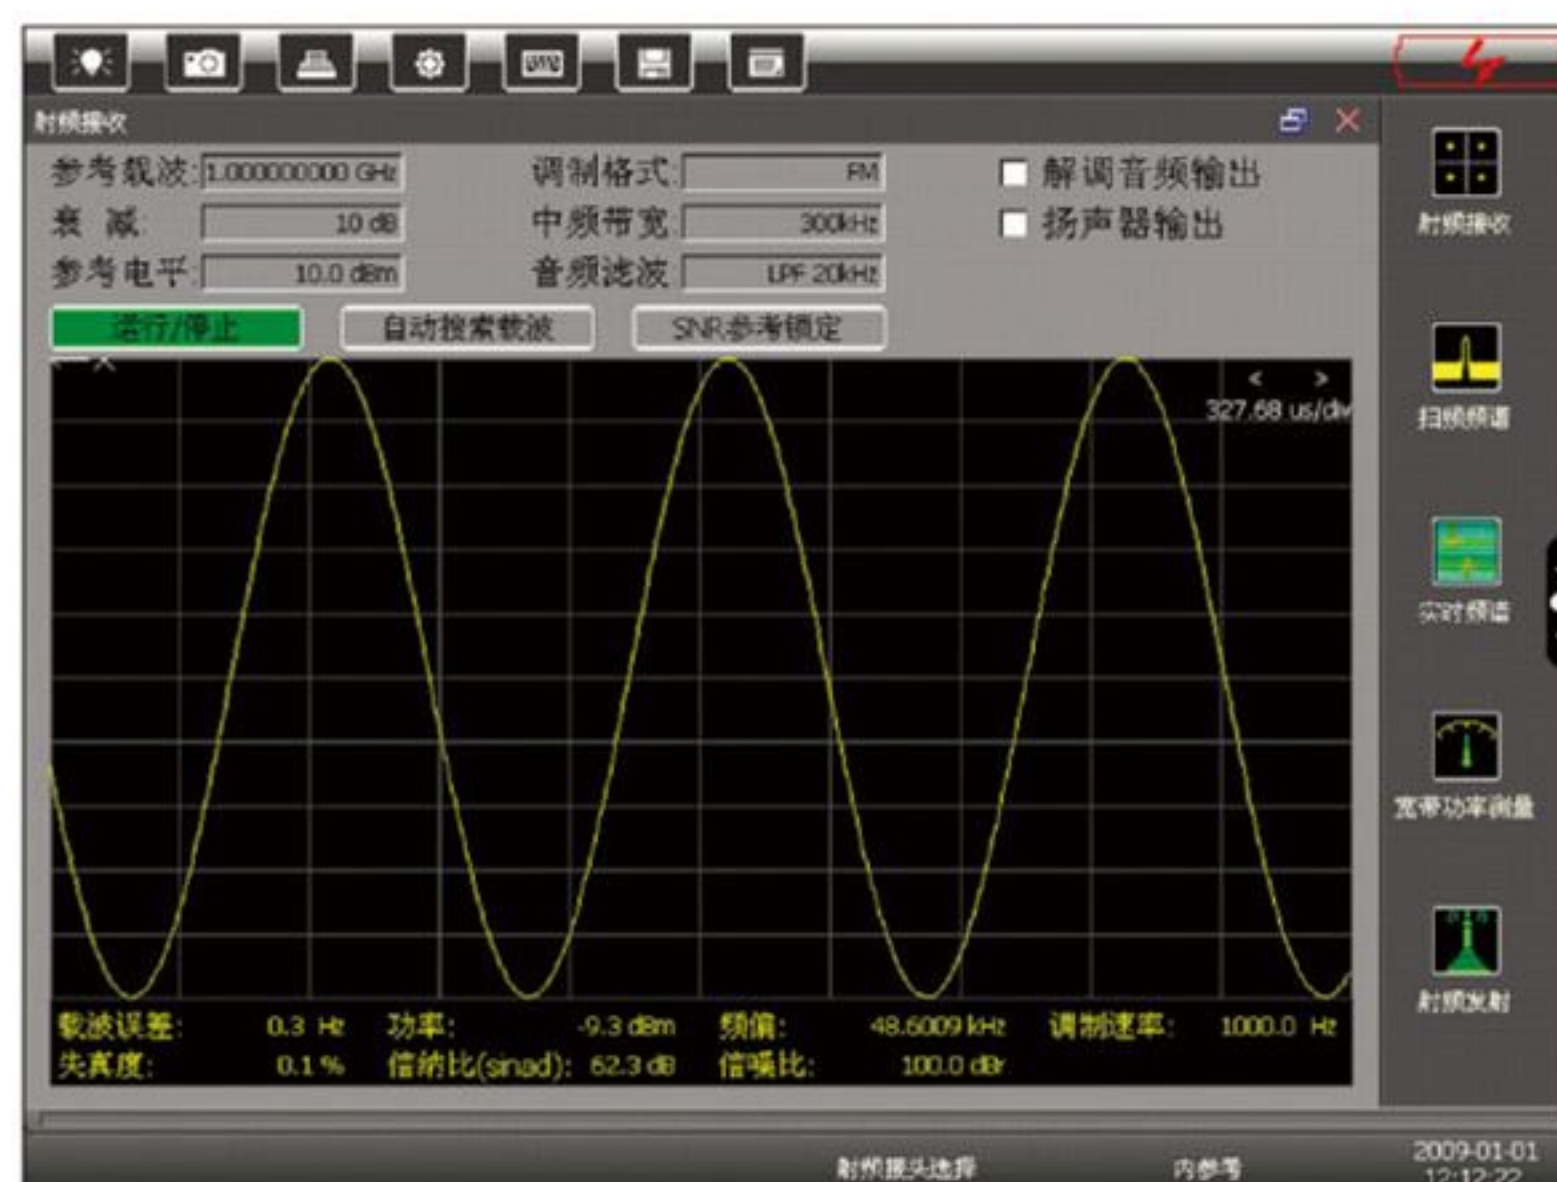 射频接收
参考载波: 1.000000000 GHz 调制格式: FM 解调音频输出
衰 减: 10 dB 中频带宽: 300kHz 扬声器输出
参考电平: 10.0 dBm 音频滤波: LPF 20kHz
运行/停止 自动搜索载波 SNR参考锁定
< >
327.68 us/div
载波误差: 0.3 Hz 功率: -9.3 dBm 频偏: 48.6009 kHz 调制速率: 1000.0 Hz
失真度: 0.1 % 信纳比(sinad): 62.3 dB 信噪比: 100.0 dBr
射频接收
扫频频谱
实时频谱
宽带功率测量
射频发射
射频接头选择 内参考 2009-01-01
12:12:22